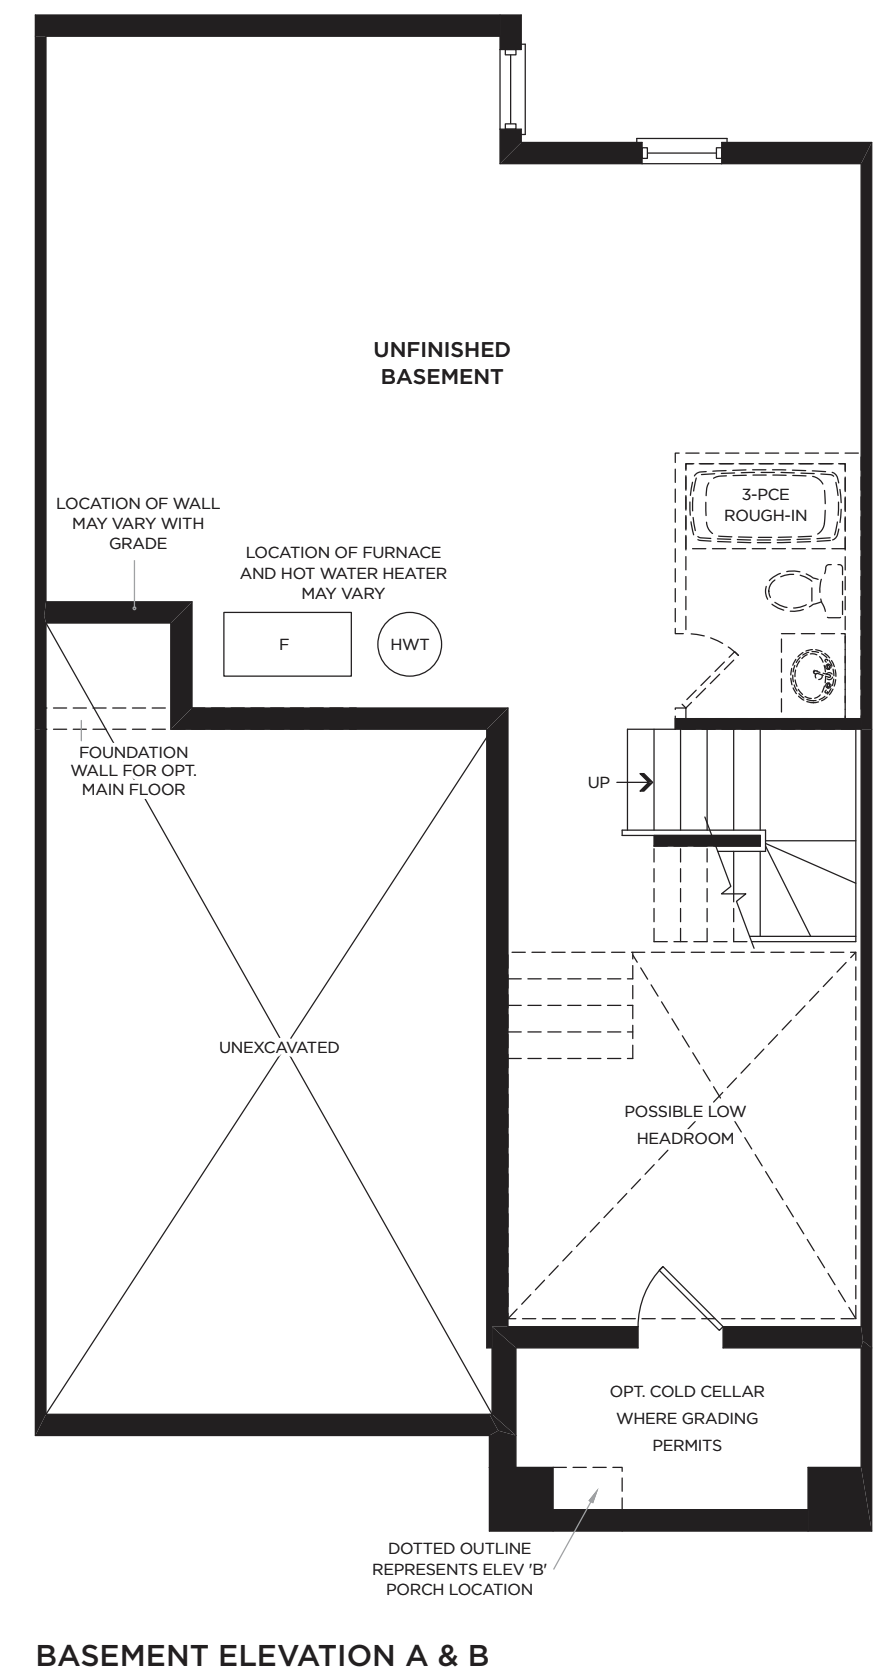 UNFINISHED
BASEMENT
3-PCE
ROUGH-IN
LOCATION OF WALL
MAY VARY WITH
GRADE
LOCATION OF FURNACE
AND HOT WATER HEATER
MAY VARY
F
HWT
FOUNDATION
WALL FOR OPT.
MAIN FLOOR
UP
UNEXCAVATED
POSSIBLE LOW
HEADROOM
OPT. COLD CELLAR
WHERE GRADING
PERMITS
DOTTED OUTLINE
REPRESENTS ELEV 'B'
PORCH LOCATION
BASEMENT ELEVATION A & B